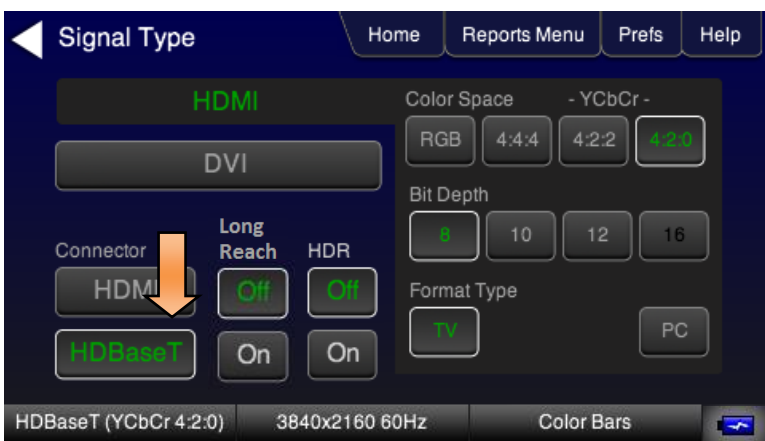 Signal Type
Home
Reports Menu
Prefs
Help
HDMI
DVI
Color Space - YCbCr -
RGB 4:4:4 4:2:2 4:2:0
Bit Depth
8 10 12 16
Connector
Long Reach
HDR
HDMI Off Off
HDBaseT On On
Format Type
TV PC
HDBaseT (YCbCr 4:2:0) 3840x2160 60Hz Color Bars